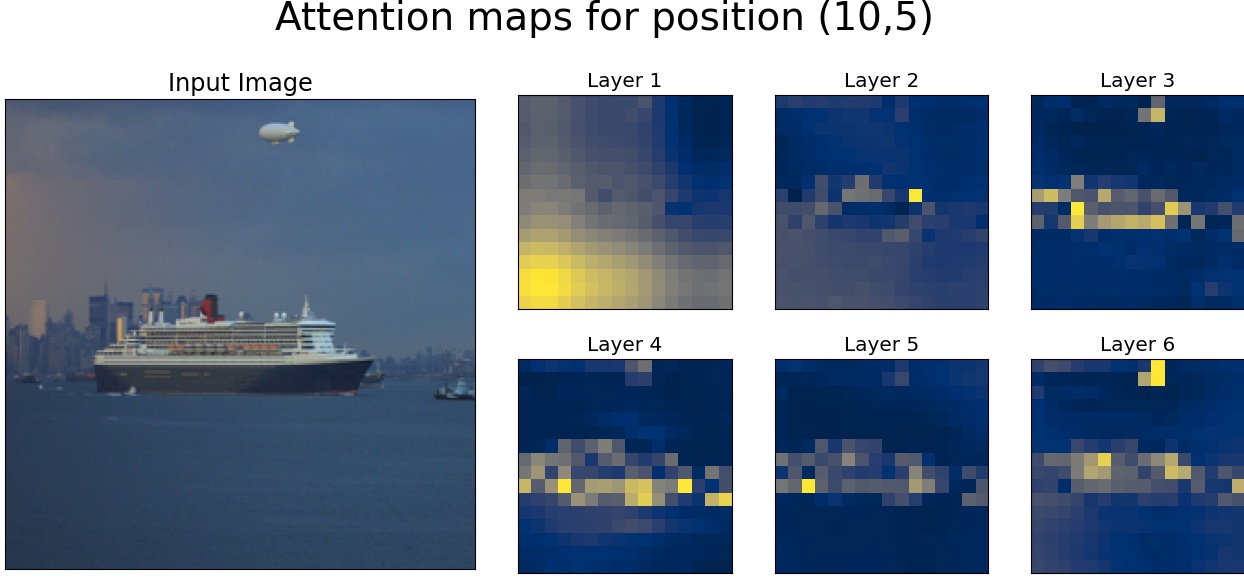 Attention maps for position (10,5)
Input Image
Layer 1
Layer 2
Layer 3
Layer 4
Layer 5
Layer 6